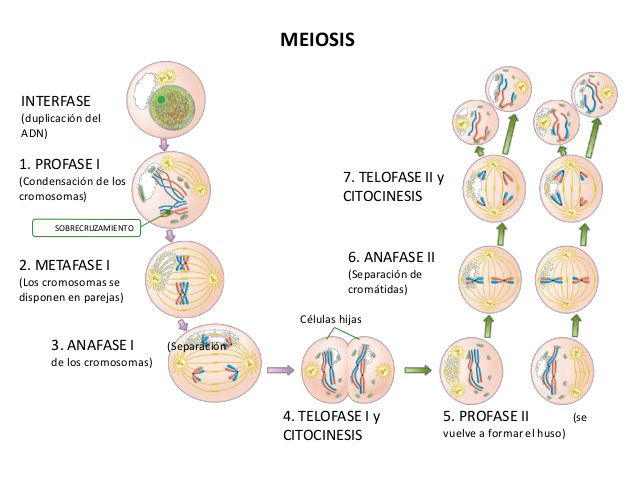 MEIOSIS
INTERFASE
(duplicación del
ADN)
1. PROFASE I
(Condensación de los
cromosomas)
SOBRECRUZAMIENTO
2. METAFASE I
(Los cromosomas se
disponen en parejas)
3. ANAFASE I (Separación
de los cromosomas)
Células hijas
4. TELOFASE I y
CITOCINESIS
5. PROFASE II (se
vuelve a formar el huso)
6. ANAFASE II
(Separación de
cromátidas)
7. TELOFASE II y
CITOCINESIS